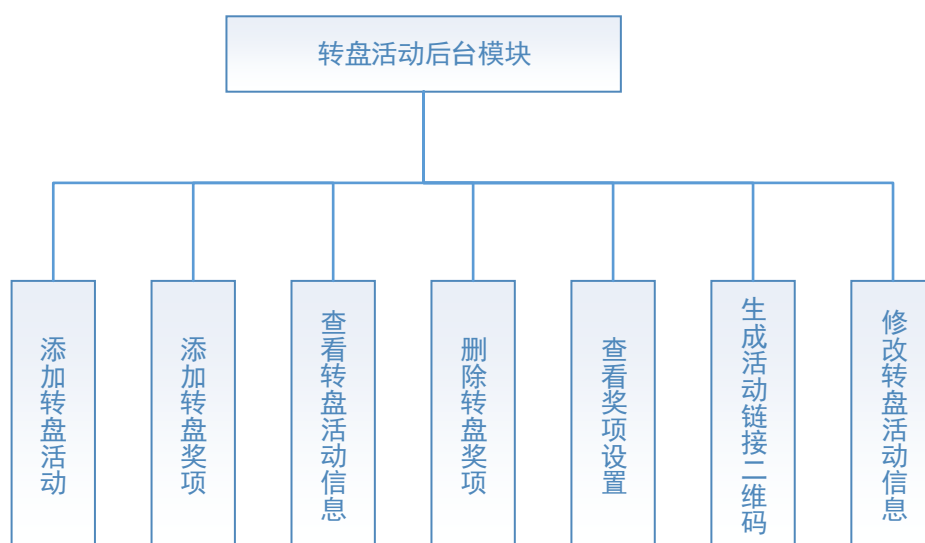 转盘活动后台模块
添加转盘活动
添加转盘奖项
查看转盘活动信息
删除转盘奖项
查看奖项设置
生成活动链接二维码
修改转盘活动信息